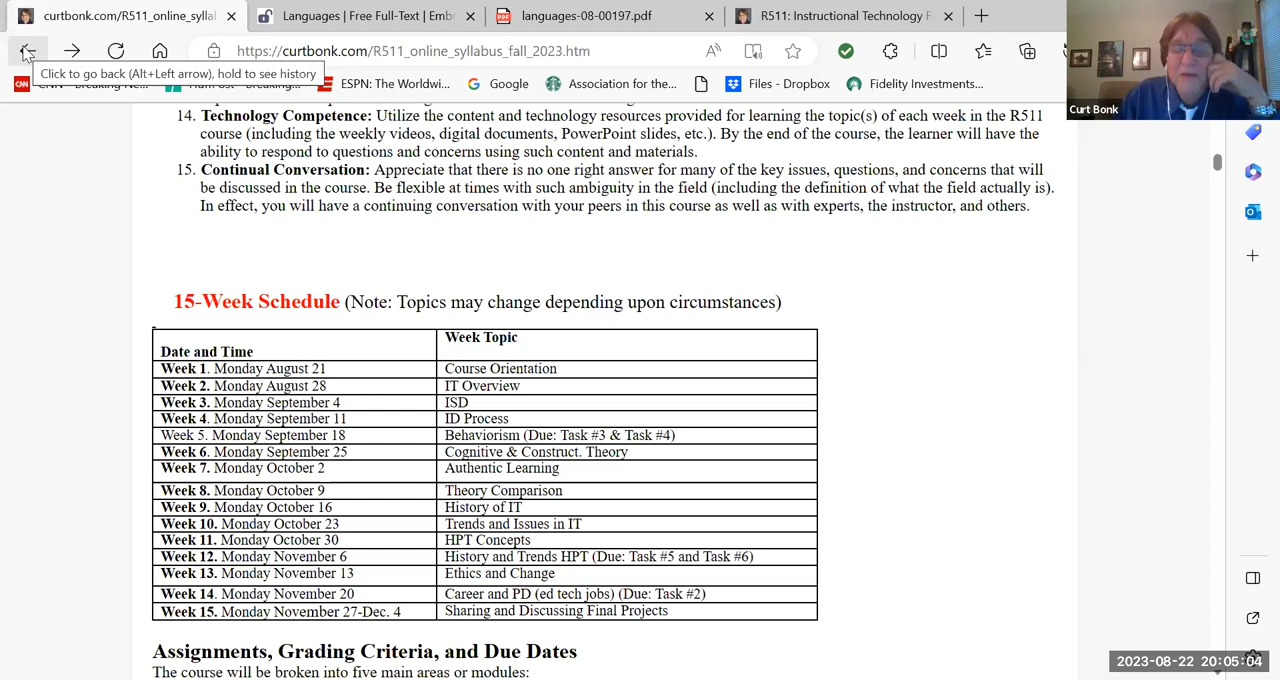 curtbonk.com/R511_online_sylla
Languages | Free Full-Text | Emb
languages-08-00197.pdf
R511: Instructional Technology F
https://curtbonk.com/R511_online_syllabus_fall_2023.htm
Click to go back (Alt+Left arrow), hold to see history
ESPN: The Worldwi...
Google
Association for the...
Files - Dropbox
Fidelity Investments...
Curt Bonk
14. Technology Competence: Utilize the content and technology resources provided for learning the topic(s) of each week in the R511
course (including the weekly videos, digital documents, PowerPoint slides, etc.). By the end of the course, the learner will have the
ability to respond to questions and concerns using such content and materials.
15. Continual Conversation: Appreciate that there is no one right answer for many of the key issues, questions, and concerns that will
be discussed in the course. Be flexible at times with such ambiguity in the field (including the definition of what the field actually is).
In effect, you will have a continuing conversation with your peers in this course as well as with experts, the instructor, and others.
15-Week Schedule (Note: Topics may change depending upon circumstances)
Date and Time Week Topic
Week 1. Monday August 21 Course Orientation
Week 2. Monday August 28 IT Overview
Week 3. Monday September 4 ISD
Week 4. Monday September 11 ID Process
Week 5. Monday September 18 Behaviorism (Due: Task #3 & Task #4)
Week 6. Monday September 25 Cognitive & Construct. Theory
Week 7. Monday October 2 Authentic Learning
Week 8. Monday October 9 Theory Comparison
Week 9. Monday October 16 History of IT
Week 10. Monday October 23 Trends and Issues in IT
Week 11. Monday October 30 HPT Concepts
Week 12. Monday November 6 History and Trends HPT (Due: Task #5 and Task #6)
Week 13. Monday November 13 Ethics and Change
Week 14. Monday November 20 Career and PD (ed tech jobs) (Due: Task #2)
Week 15. Monday November 27-Dec. 4 Sharing and Discussing Final Projects
Assignments, Grading Criteria, and Due Dates
The course will be broken into five main areas or modules:
2023-08-22 20:05:04